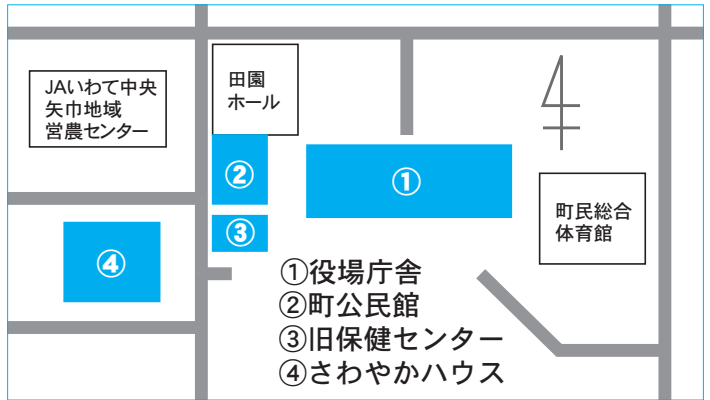 JAいわて中央
矢巾地域
営農センター
田園
ホール
②
①
③
④
町民総合
体育館
①役場庁舎
②町公民館
③旧保健センター
④さわやかハウス